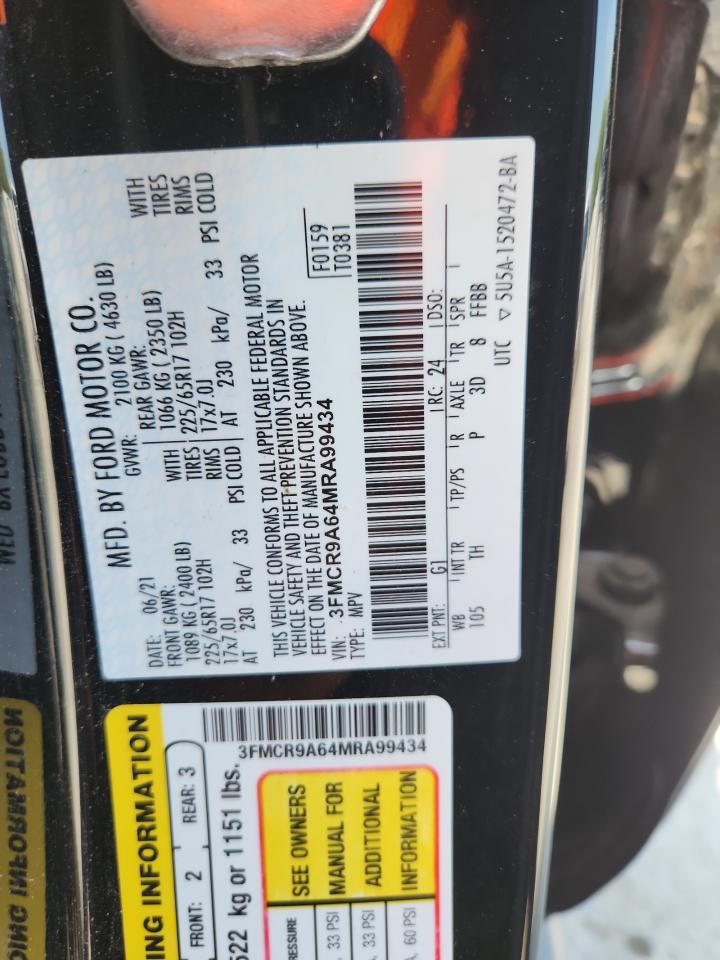 MFD. BY FORD MOTOR CO.
DATE: 06/21 GVWR: 2100 KG ( 4630 LB)
FRONT GAWR: REAR GAWR:
1089 KG ( 2400 LB) WITH 1066 KG ( 2350 LB) WITH
225/65R17 102H TIRES 225/65R17 102H TIRES
17x7.0J RIMS 17x7.0J RIMS
AT 230 kPa/ 33 PSI COLD AT 230 kPa/ 33 PSI COLD
THIS VEHICLE CONFORMS TO ALL APPLICABLE FEDERAL MOTOR
VEHICLE SAFETY AND THEFT PREVENTION STANDARDS IN
EFFECT ON THE DATE OF MANUFACTURE SHOWN ABOVE.
VIN: 3FMCR9A64MRA99434
TYPE: MPV
F0159
T0381
EXT PNT: G1 RC: 24 DSO:
WB INT TR TP/PS R AXLE TR SPR
105 TH P 3D 8 FFBB
UTC ▽ 5U5A-1520472-BA
ING INFORMATION
FRONT: 2 REAR: 3
522 kg or 1151 lbs.
3FMCR9A64MRA99434
RESSURE
33 PSI
33 PSI
60 PSI
SEE OWNERS
MANUAL FOR
ADDITIONAL
INFORMATION